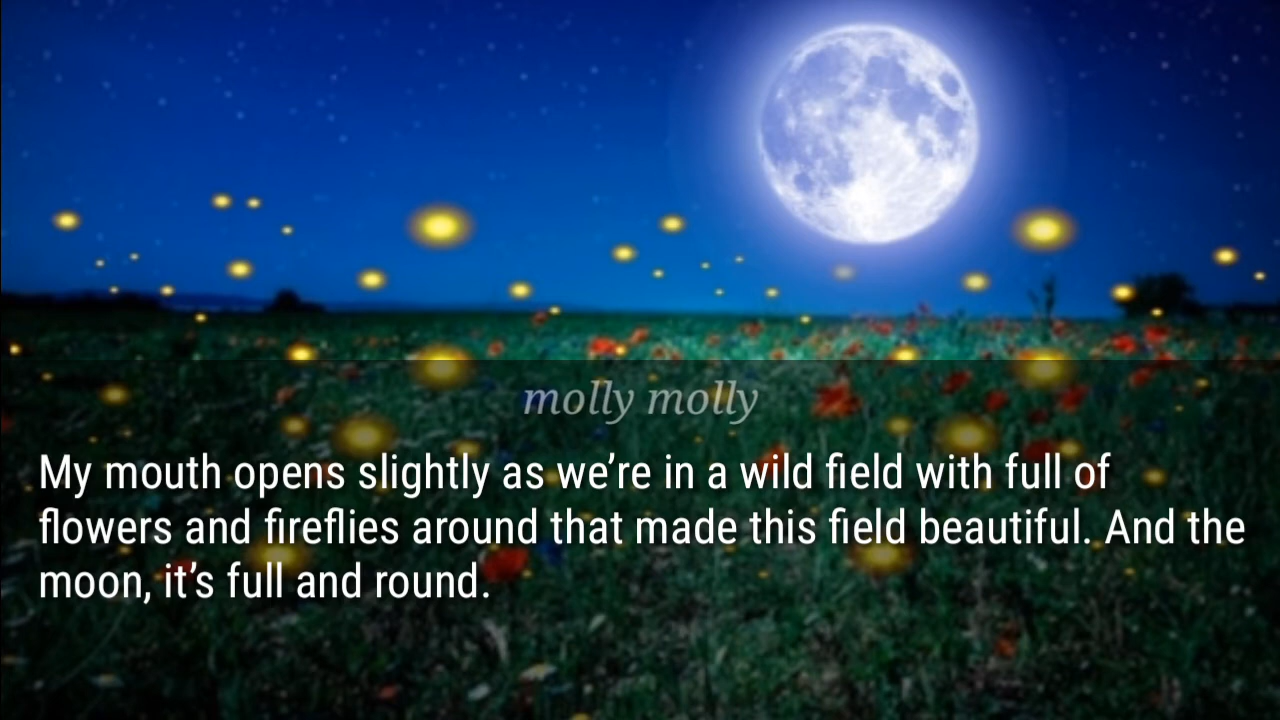 molly molly
My mouth opens slightly as we’re in a wild field with full of
flowers and fireflies around that made this field beautiful. And the
moon, it’s full and round.